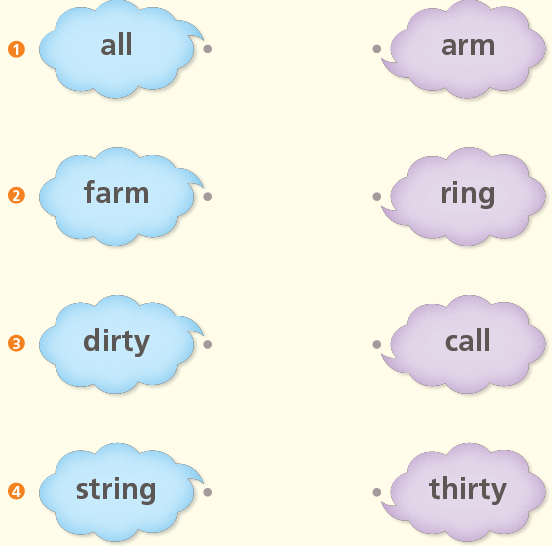 1 all arm
2 farm ring
3 dirty call
4 string thirty